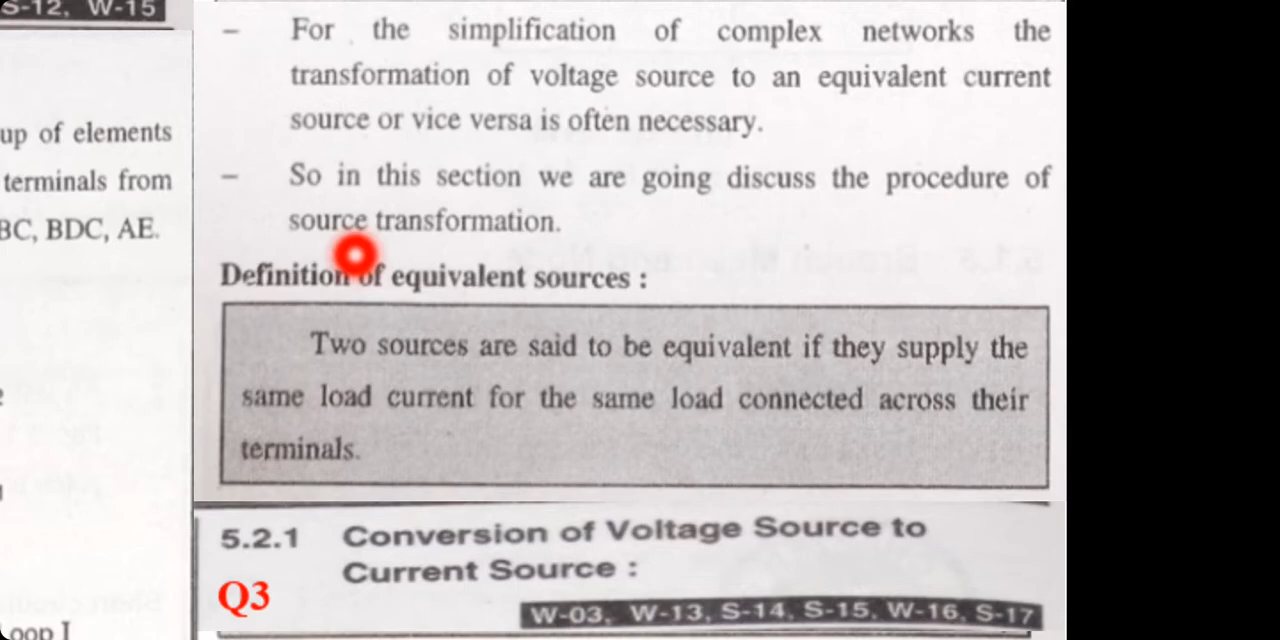 S-12, W-15
up of elements
terminals from
BC, BDC, AE.
– For the simplification of complex networks the
transformation of voltage source to an equivalent current
source or vice versa is often necessary.
– So in this section we are going discuss the procedure of
source transformation.
Definition of equivalent sources :
Two sources are said to be equivalent if they supply the
same load current for the same load connected across their
terminals.
5.2.1 Conversion of Voltage Source to
Current Source :
Q3
W-03, W-13, S-14, S-15, W-16, S-17